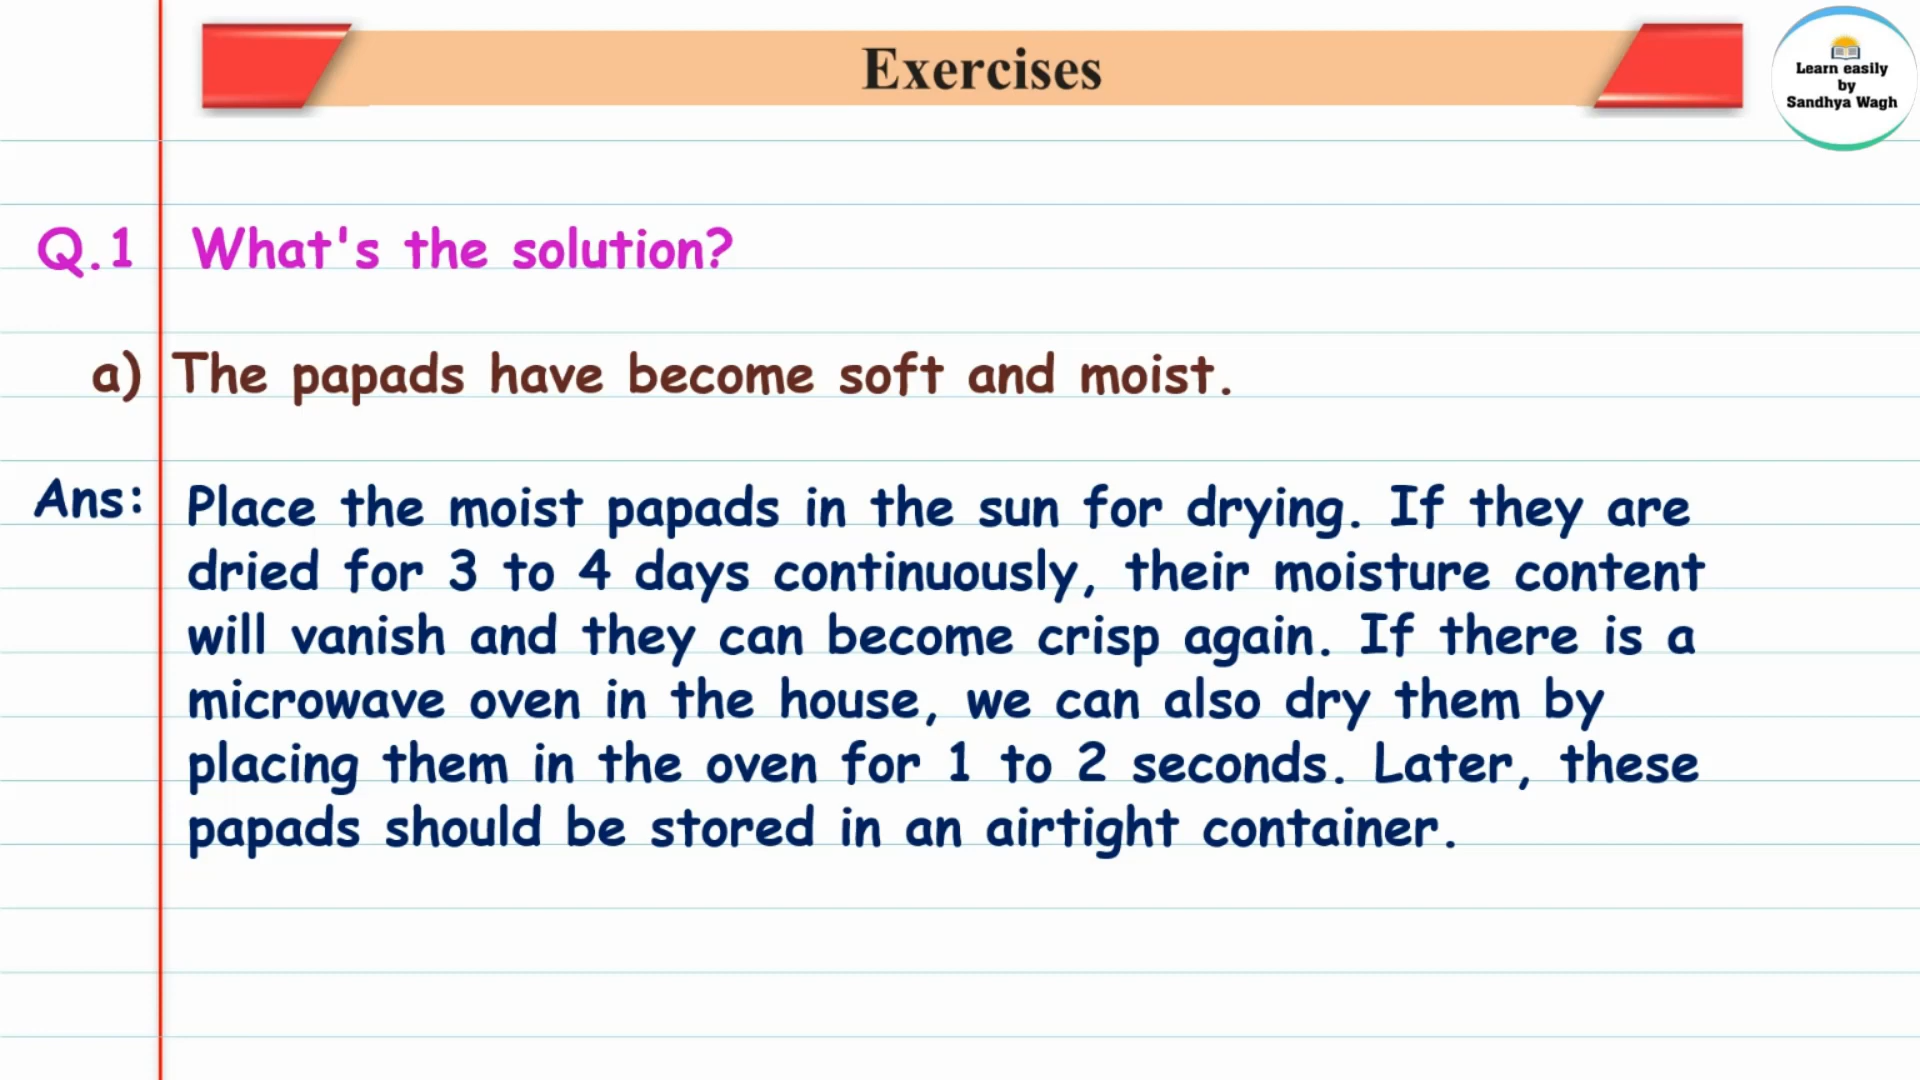 Exercises
Learn easily
by
Sandhya Wagh
Q.1 What's the solution?
a) The papads have become soft and moist.
Ans: Place the moist papads in the sun for drying. If they are
dried for 3 to 4 days continuously, their moisture content
will vanish and they can become crisp again. If there is a
microwave oven in the house, we can also dry them by
placing them in the oven for 1 to 2 seconds. Later, these
papads should be stored in an airtight container.